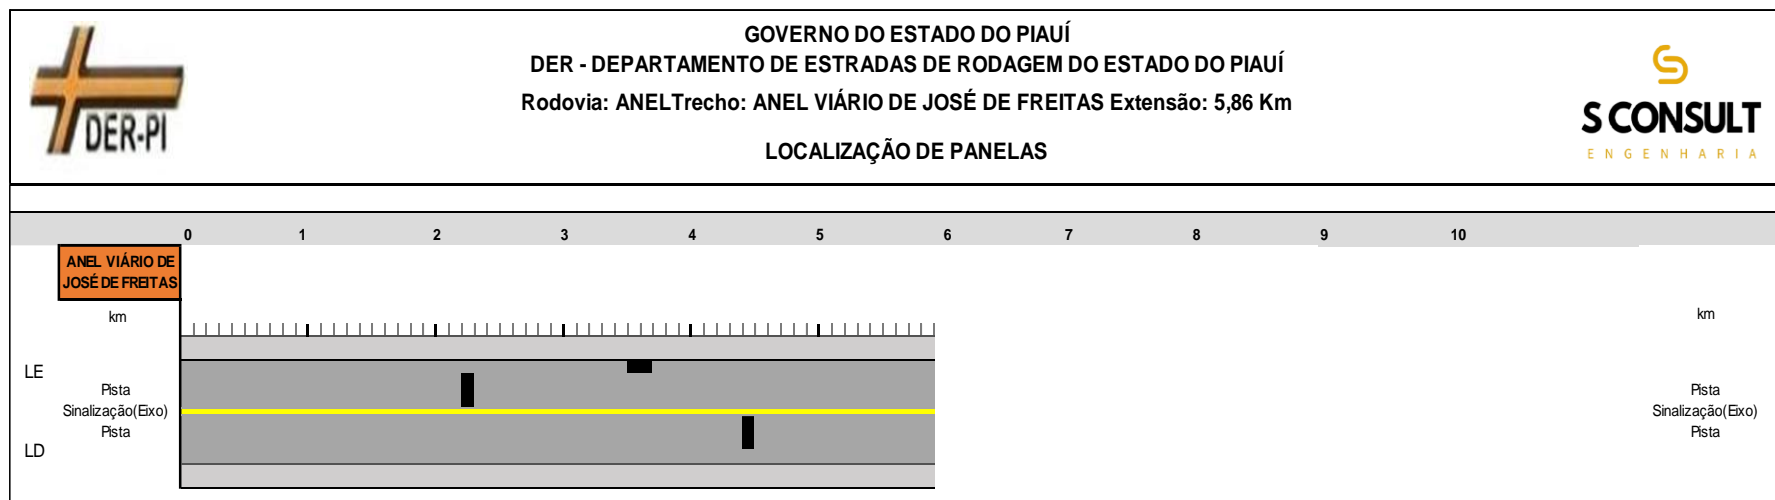 GOVERNO DO ESTADO DO PIAUÍ
DER - DEPARTAMENTO DE ESTRADAS DE RODAGEM DO ESTADO DO PIAUÍ
Rodovia: ANELTrecho: ANEL VIÁRIO DE JOSÉ DE FREITAS Extensão: 5,86 Km
LOCALIZAÇÃO DE PANELAS
DER-PI
S CONSULT
ENGENHARIA
0 1 2 3 4 5 6 7 8 9 10
ANEL VIÁRIO DE
JOSÉ DE FREITAS
km km
LE
Pista Pista
Sinalização(Eixo) Sinalização(Eixo)
Pista Pista
LD